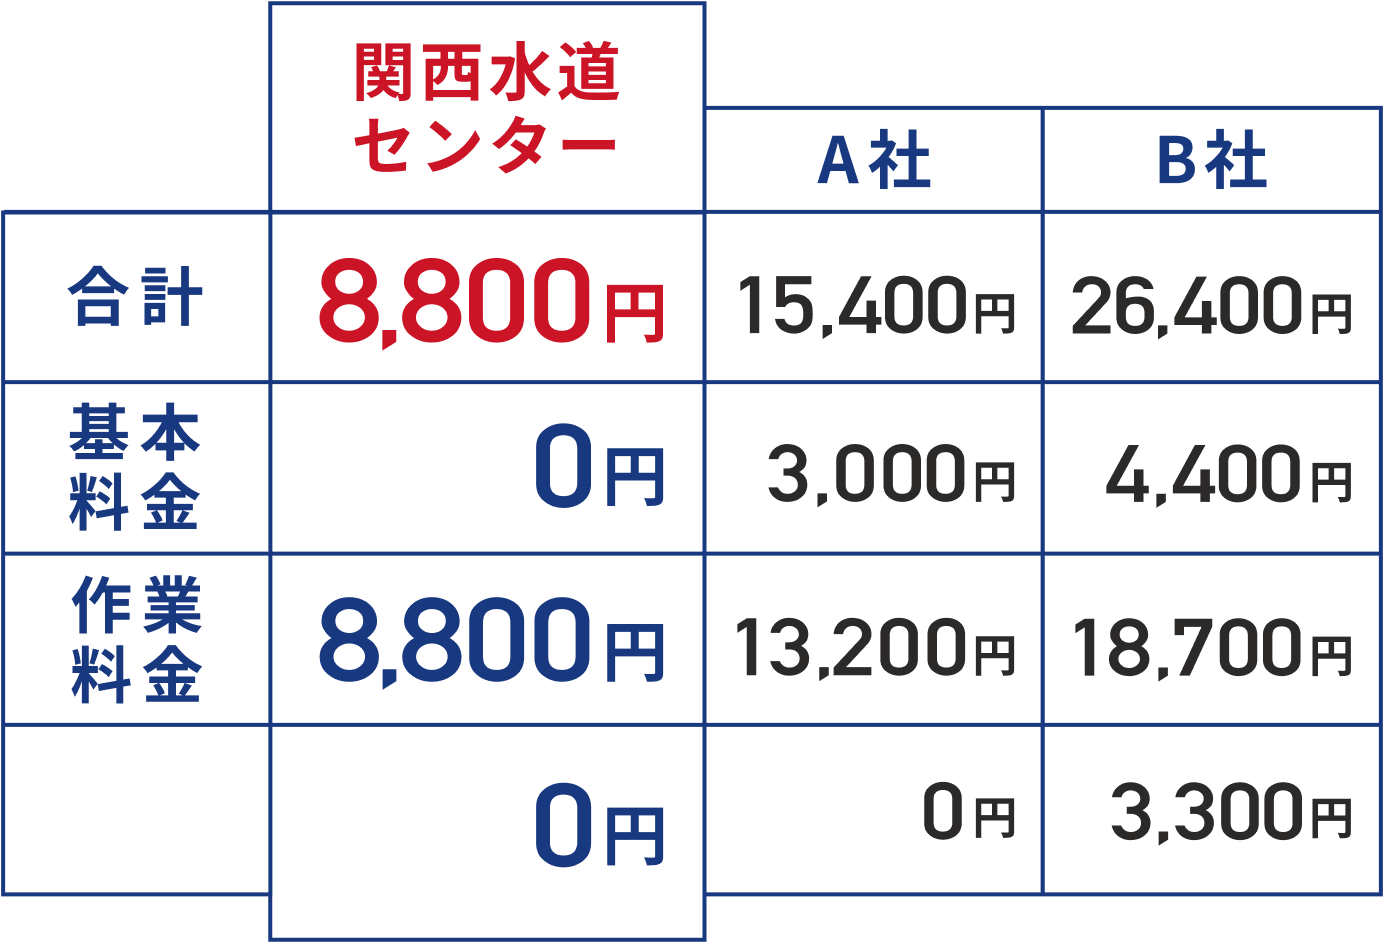 関西水道
センター
A社
B社
合計
8,800円
15,400円
26,400円
基本
料金
0円
3,000円
4,400円
作業
料金
8,800円
13,200円
18,700円
0円
0円
3,300円